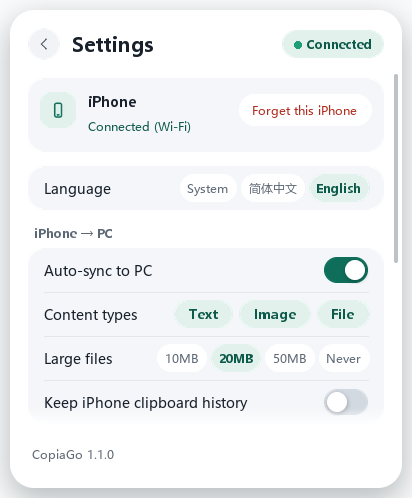 Settings
Connected
iPhone
Connected (Wi-Fi)
Forget this iPhone
Language
System
简体中文
English
iPhone → PC
Auto-sync to PC
Content types
Text
Image
File
Large files
10MB
20MB
50MB
Never
Keep iPhone clipboard history
CopiaGo 1.1.0